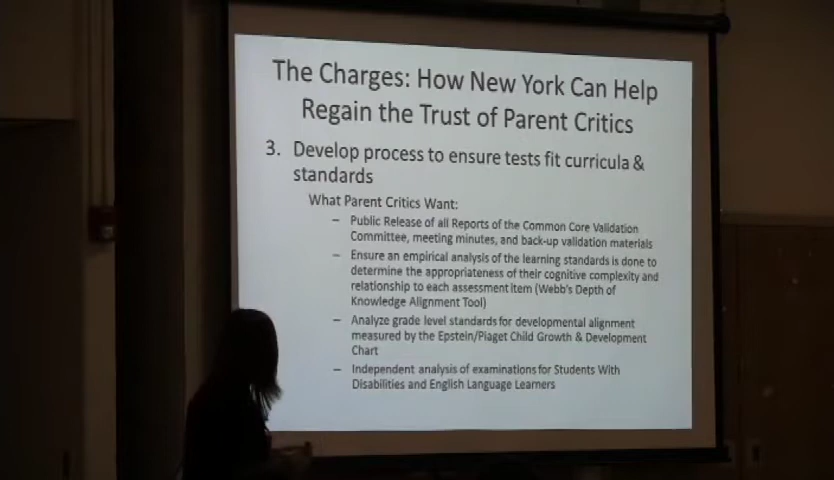 The Charges: How New York Can Help
Regain the Trust of Parent Critics
3. Develop process to ensure tests fit curricula &
standards
What Parent Critics Want:
– Public Release of all Reports of the Common Core Validation
Committee, meeting minutes, and back-up validation materials
– Ensure an empirical analysis of the learning standards is done to
determine the appropriateness of their cognitive complexity and
relationship to each assessment item (Webb's Depth of
Knowledge Alignment Tool)
– Analyze grade level standards for developmental alignment
measured by the Epstein/Piaget Child Growth & Development
Chart
– Independent analysis of examinations for Students With
Disabilities and English Language Learners